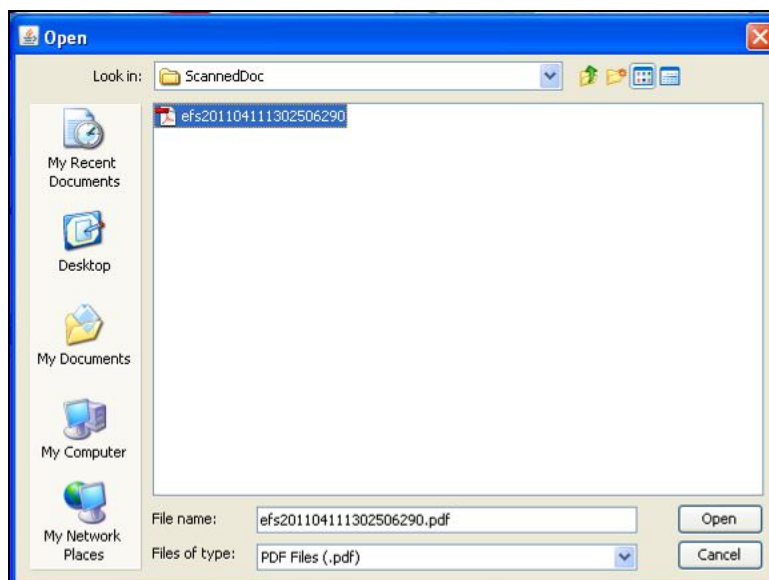 Open
Look in: ScannedDoc
efs201104111302506290
My Recent
Documents
Desktop
My Documents
My Computer
My Network
Places
File name: efs201104111302506290.pdf Open
Files of type: PDF Files (.pdf) Cancel